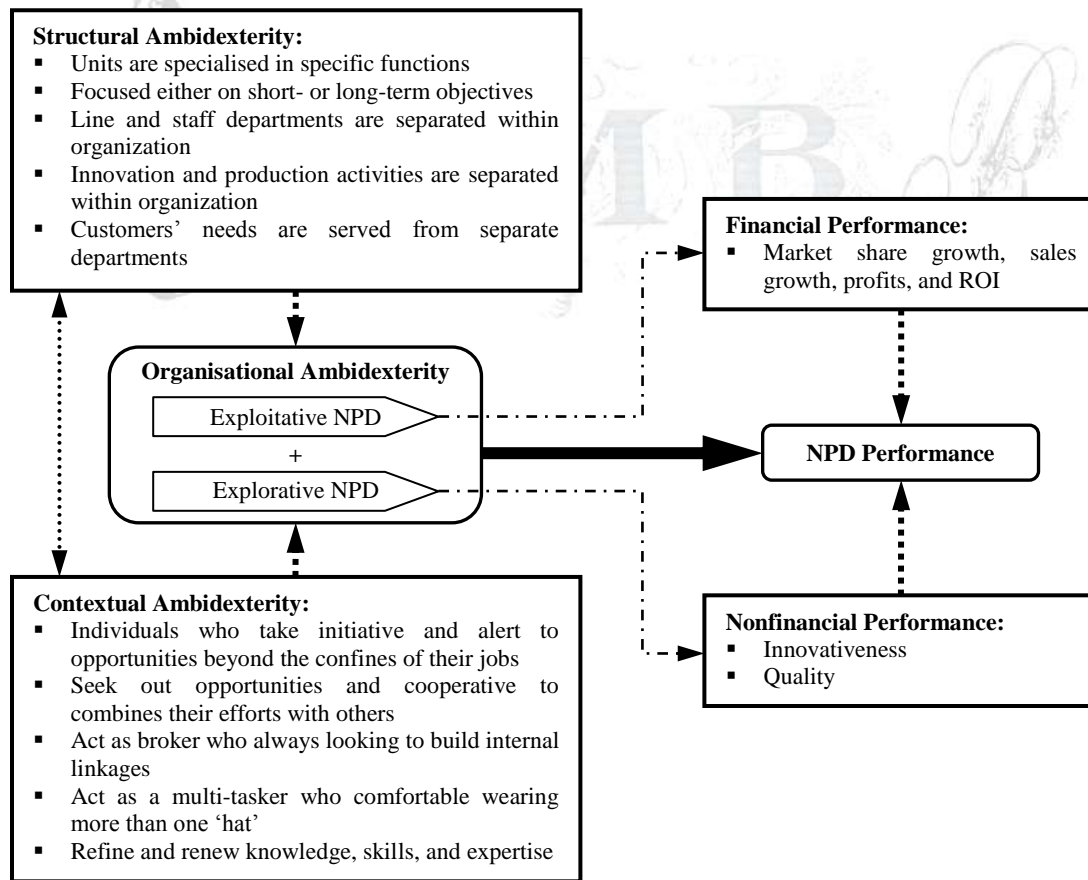 Structural Ambidexterity:
▪ Units are specialised in specific functions
▪ Focused either on short- or long-term objectives
▪ Line and staff departments are separated within
organization
▪ Innovation and production activities are separated
within organization
▪ Customers’ needs are served from separate
departments
Financial Performance:
▪ Market share growth, sales
growth, profits, and ROI
Organisational Ambidexterity
Exploitative NPD
+
Explorative NPD
NPD Performance
Contextual Ambidexterity:
▪ Individuals who take initiative and alert to
opportunities beyond the confines of their jobs
▪ Seek out opportunities and cooperative to
combines their efforts with others
▪ Act as broker who always looking to build internal
linkages
▪ Act as a multi-tasker who comfortable wearing
more than one ‘hat’
▪ Refine and renew knowledge, skills, and expertise
Nonfinancial Performance:
▪ Innovativeness
▪ Quality